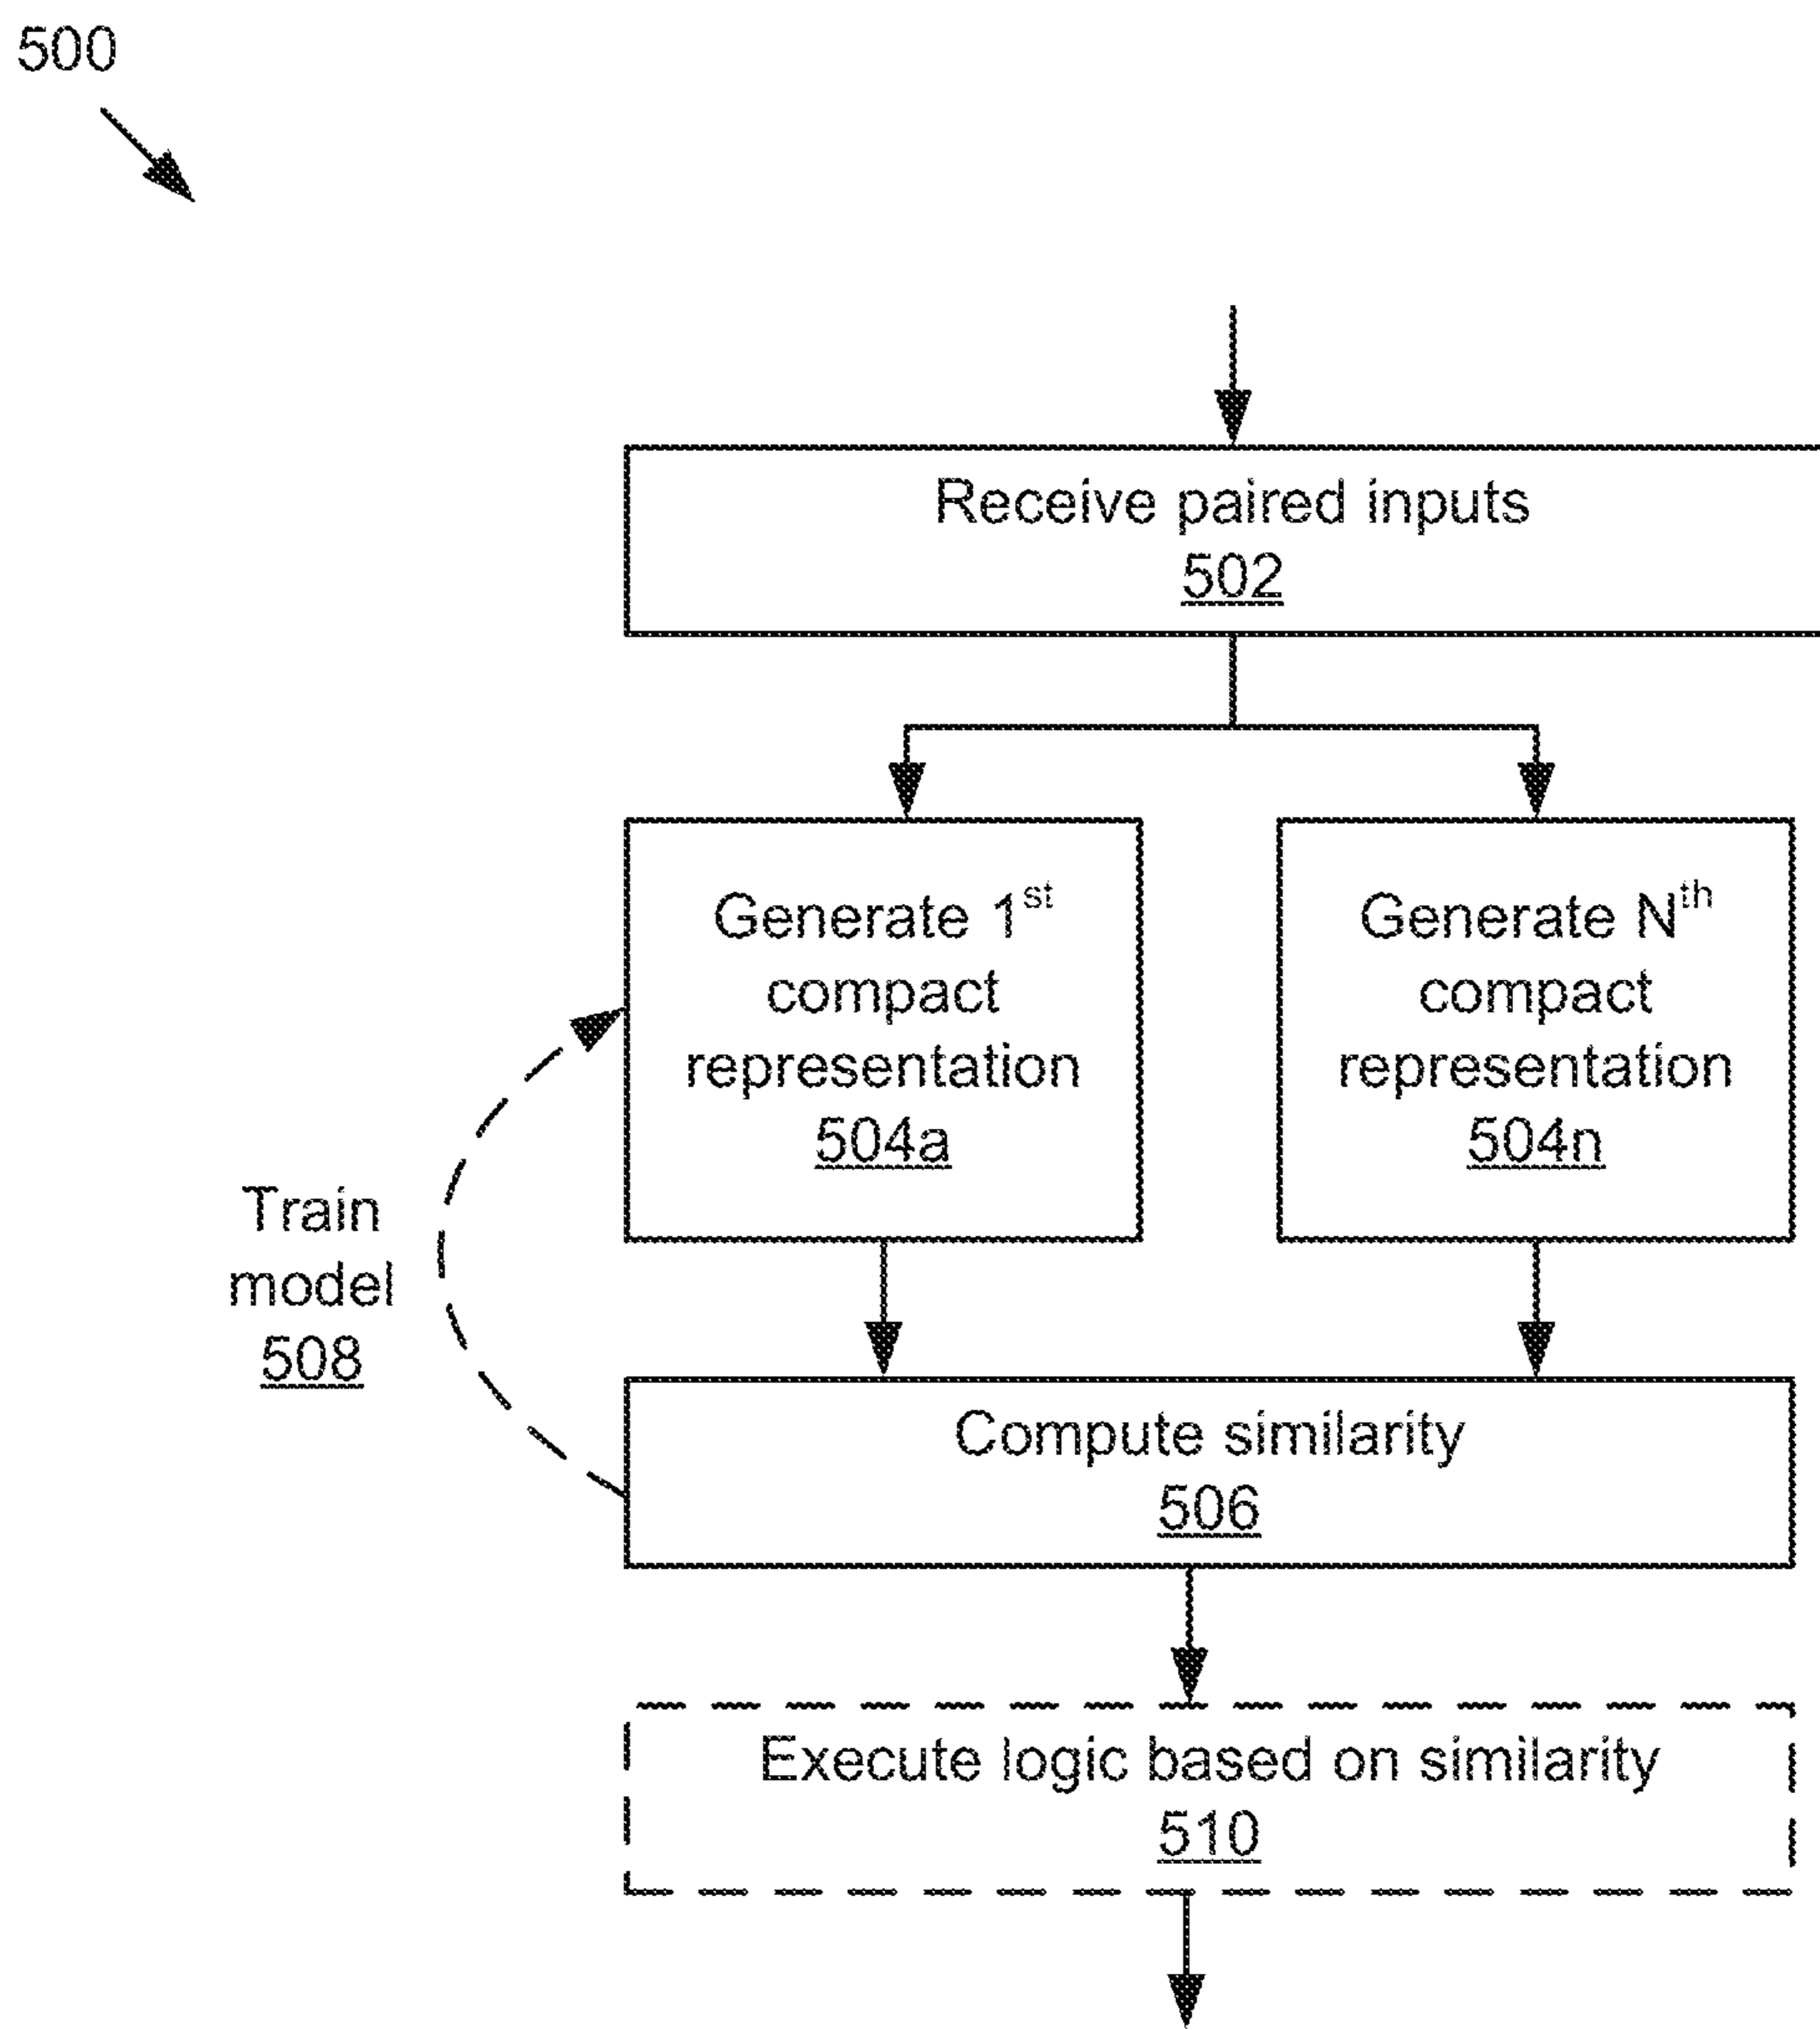 500
Receive paired inputs
502
Generate 1st
compact
representation
504a
Generate Nth
compact
representation
504n
Train
model
508
Compute similarity
506
Execute logic based on similarity
510